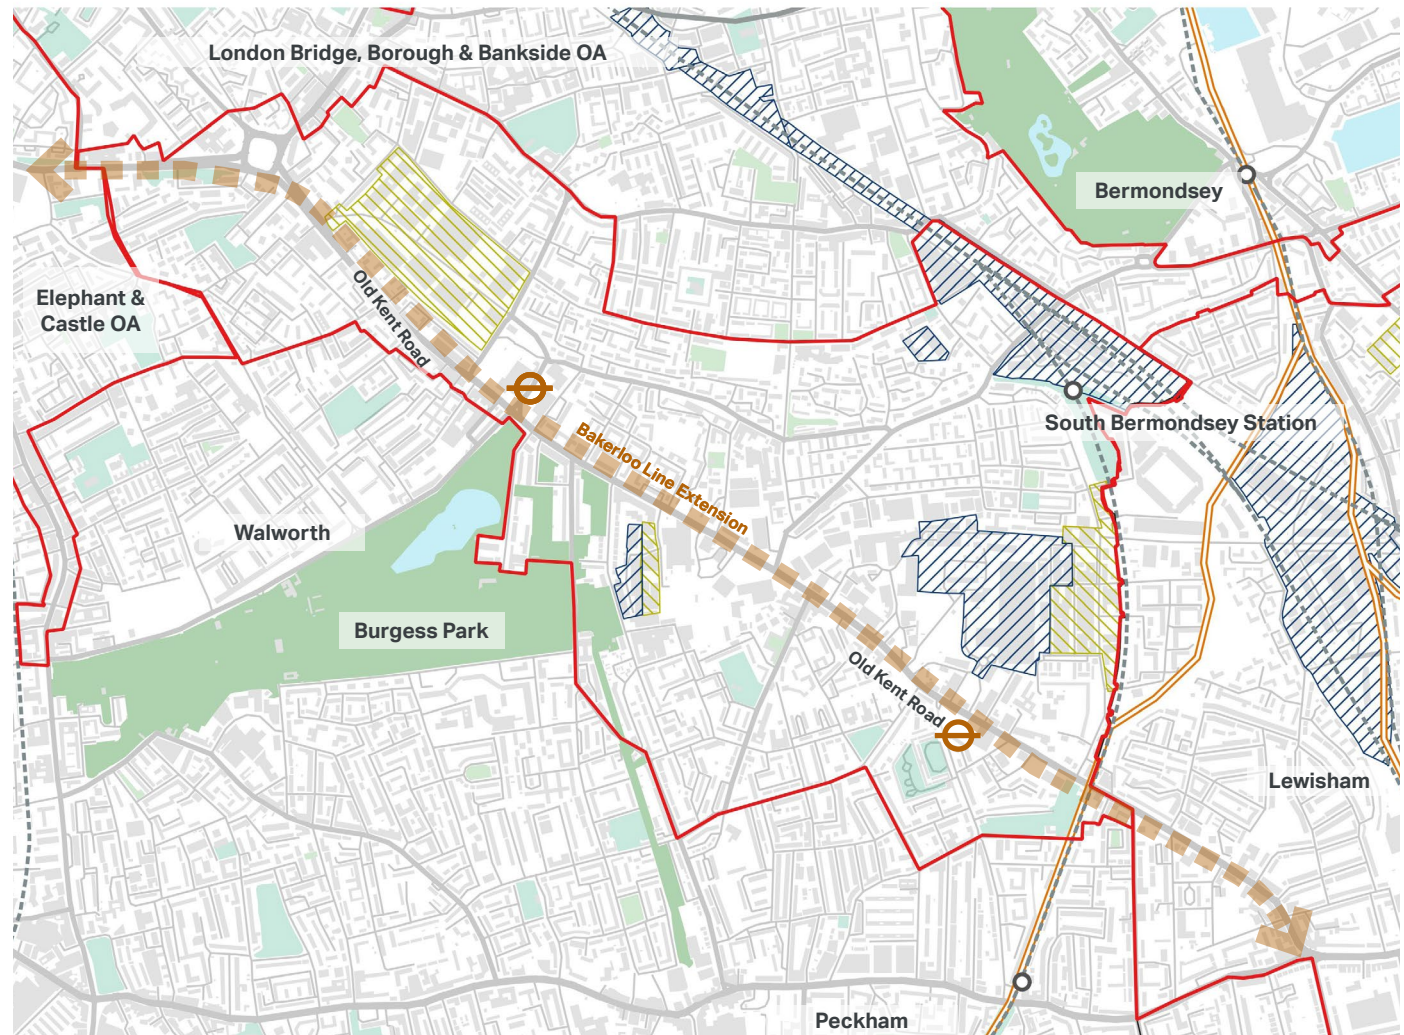 London Bridge, Borough & Bankside OA
Bermondsey
Elephant &
Castle OA
Old Kent Road
South Bermondsey Station
Bakerloo Line Extension
Walworth
Burgess Park
Old Kent Road
Lewisham
Peckham